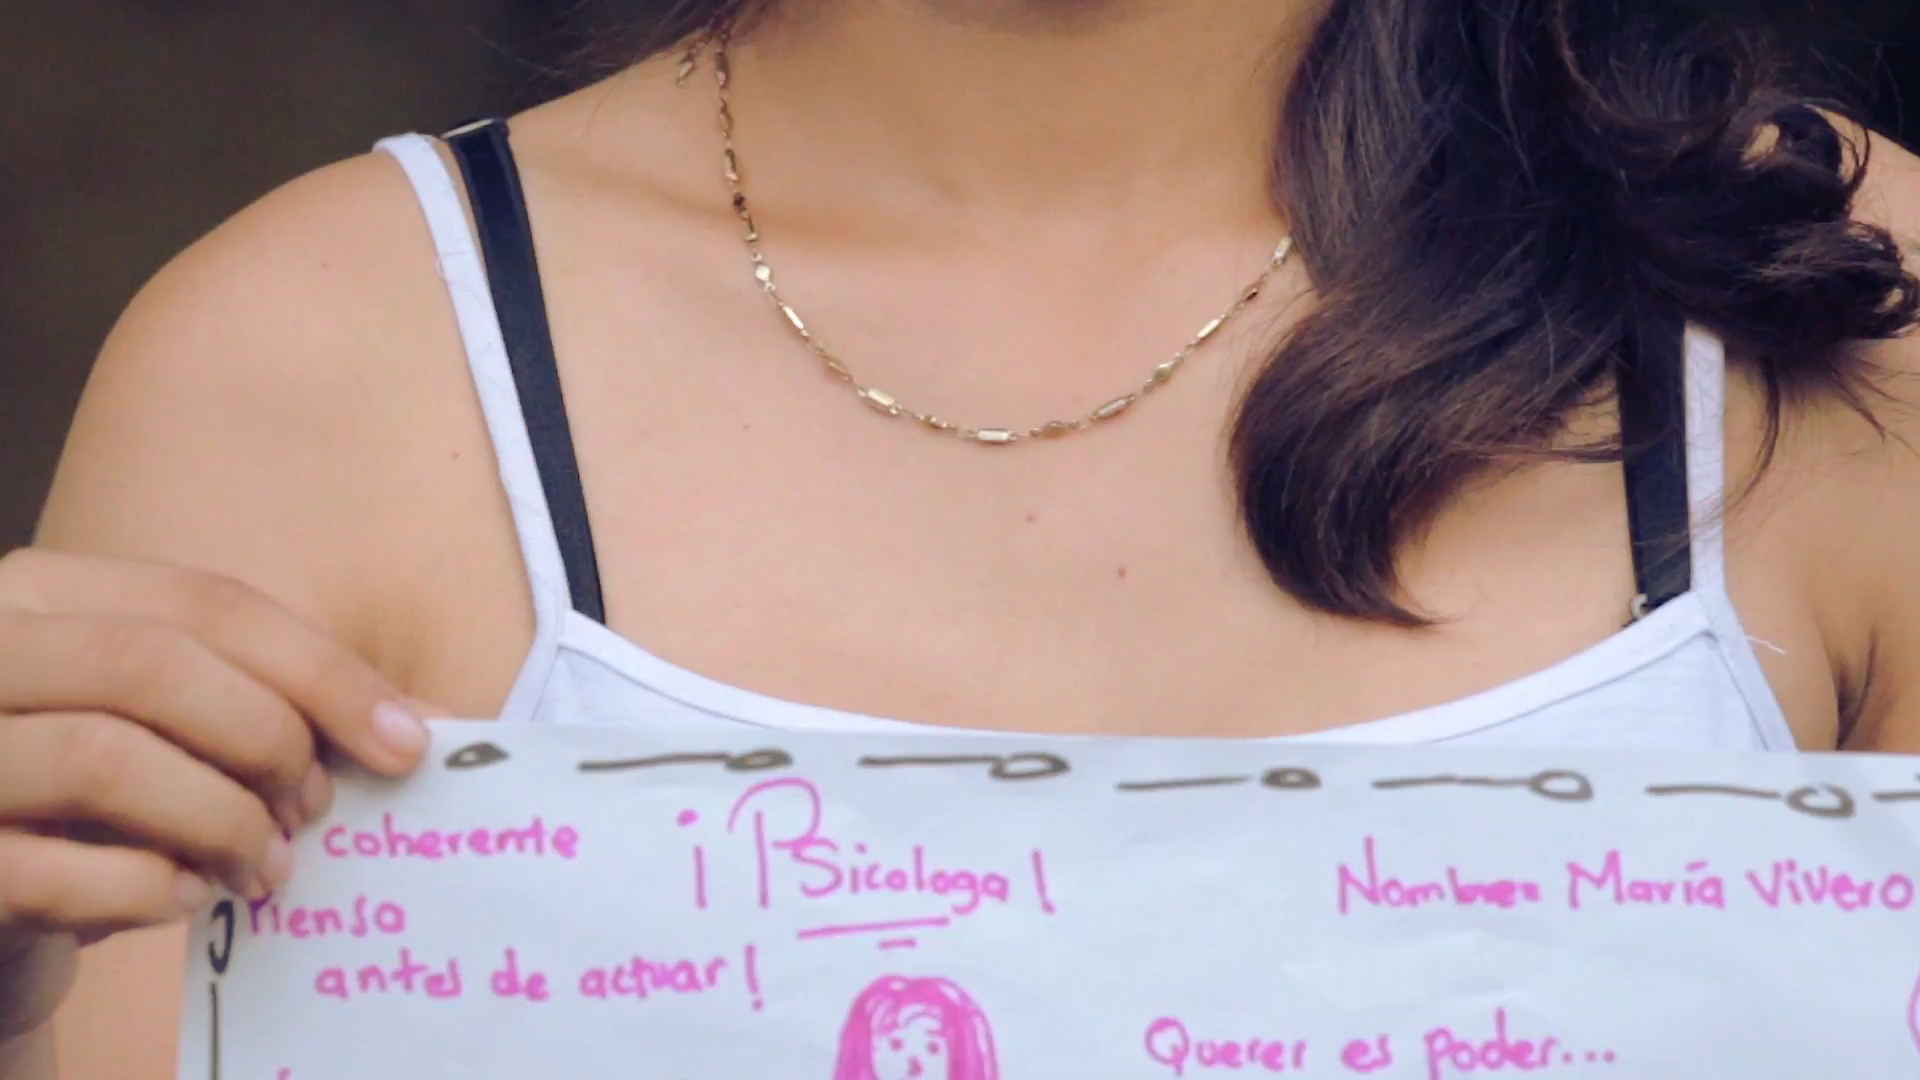 coherente
Pienso
antes de actuar!
¡Psicologa!
Nombre María Vivero
Querer es poder...